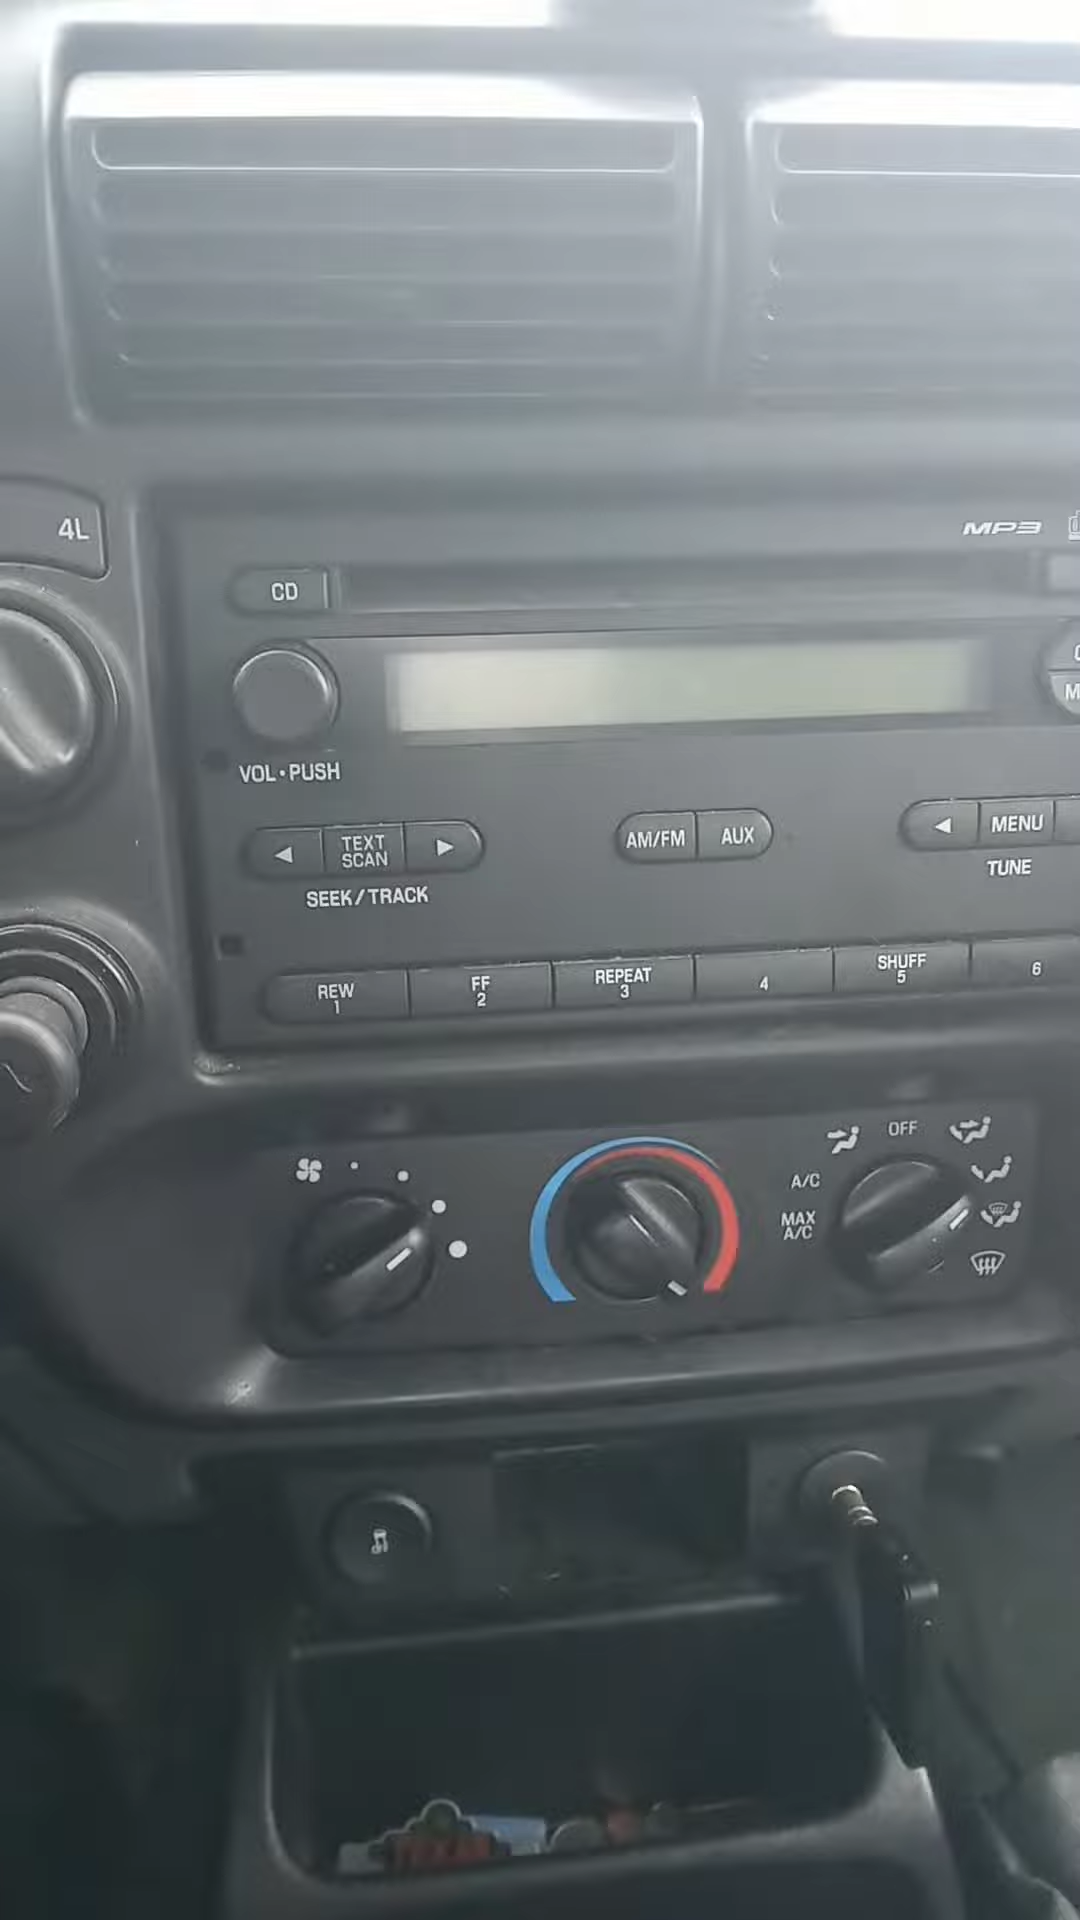 4L
MP3
CD
VOL•PUSH
TEXT
SCAN
SEEK/TRACK
AM/FM
AUX
MENU
TUNE
REW
1
FF
2
REPEAT
3
4
SHUFF
5
6
OFF
A/C
MAX
A/C